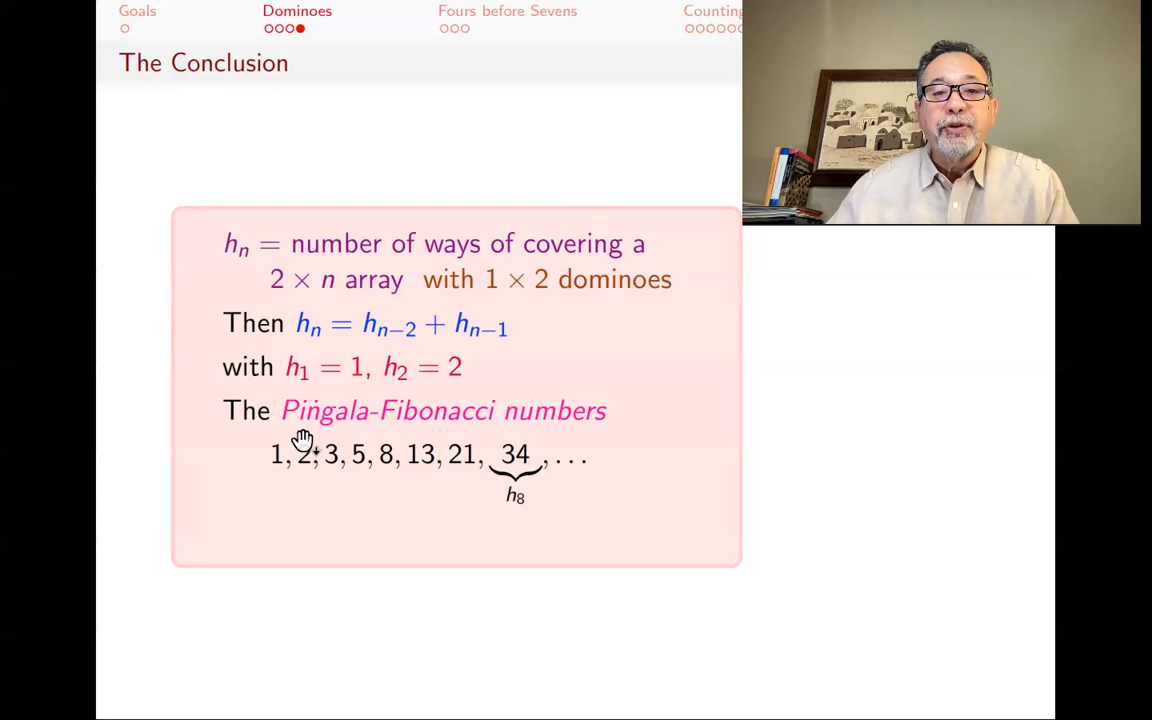 Goals Dominoes Fours before Sevens Counting
The Conclusion
hₙ = number of ways of covering a
2 × n array with 1 × 2 dominoes
Then hₙ = hₙ₋₂ + hₙ₋₁
with h₁ = 1, h₂ = 2
The Piṅgala-Fibonacci numbers
1, 2, 3, 5, 8, 13, 21, 34, . . .
h₈